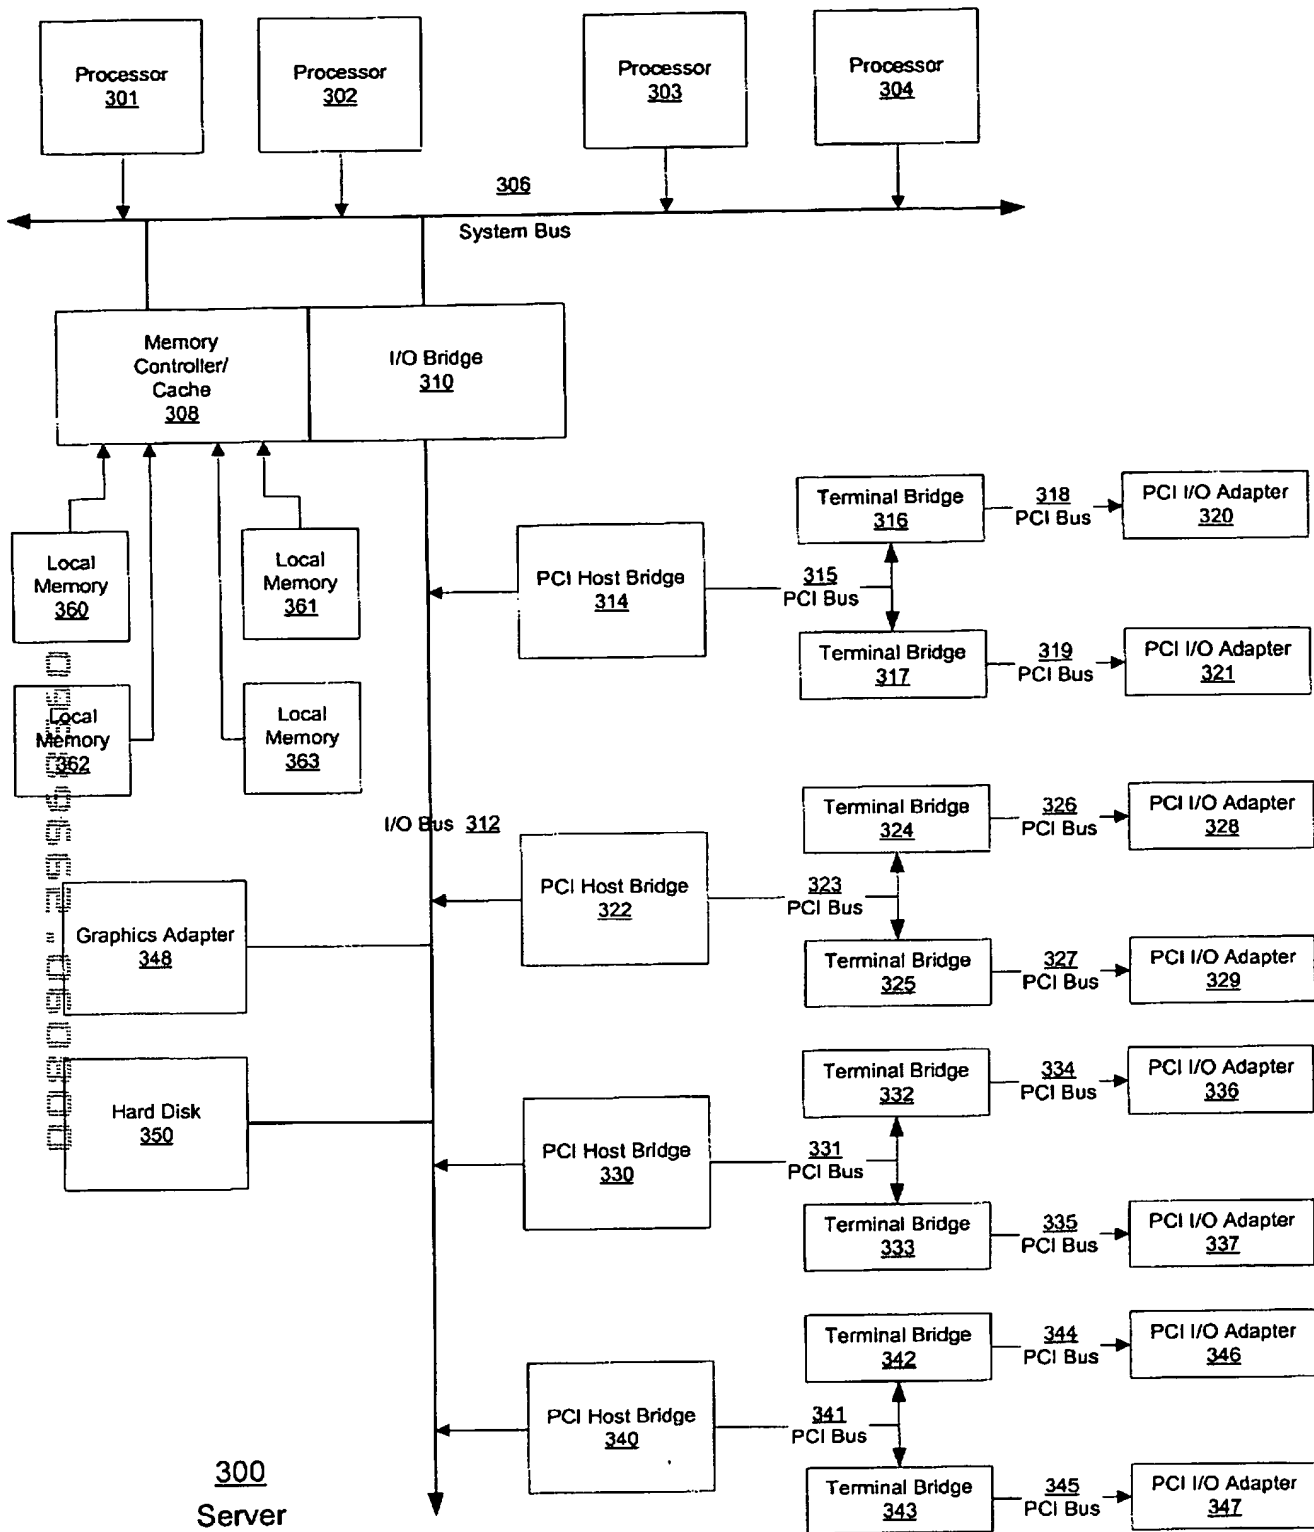 Processor
301
Processor
302
Processor
303
Processor
304
306
System Bus
Memory
Controller/
Cache
308
I/O Bridge
310
Local
Memory
360
Local
Memory
361
Local
Memory
362
Local
Memory
363
I/O Bus 312
Graphics Adapter
348
Hard Disk
350
PCI Host Bridge
314
315
PCI Bus
Terminal Bridge
316
318
PCI Bus
PCI I/O Adapter
320
Terminal Bridge
317
319
PCI Bus
PCI I/O Adapter
321
PCI Host Bridge
322
323
PCI Bus
Terminal Bridge
324
326
PCI Bus
PCI I/O Adapter
328
Terminal Bridge
325
327
PCI Bus
PCI I/O Adapter
329
PCI Host Bridge
330
331
PCI Bus
Terminal Bridge
332
334
PCI Bus
PCI I/O Adapter
336
Terminal Bridge
333
335
PCI Bus
PCI I/O Adapter
337
PCI Host Bridge
340
341
PCI Bus
Terminal Bridge
342
344
PCI Bus
PCI I/O Adapter
346
Terminal Bridge
343
345
PCI Bus
PCI I/O Adapter
347
300
Server